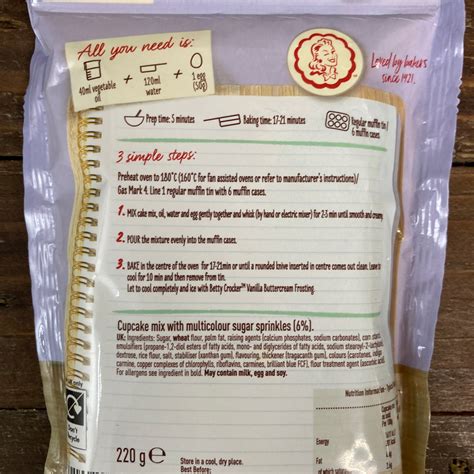 All you need is:
40ml vegetable oil
+
120ml water
+
1 egg (50g)
Loved by bakers
since 1921.
Prep time: 5 minutes
Baking time: 17-21 minutes
Regular muffin tin/
6 muffin cases
3 simple steps:
Preheat oven to 180°C (160°C for fan assisted ovens or refer to manufacturer's instructions)/
Gas Mark 4. Line 1 regular muffin tin with 6 muffin cases.
1. MIX cake mix, oil, water and egg gently together and whisk (by hand or electric mixer) for 2-3 min until smooth and creamy.
2. POUR the mixture evenly into the muffin cases.
3. BAKE in the centre of the oven for 17-21min or until a rounded knife inserted in centre comes out clean. Leave to
cool for 10 min and then remove from tin.
Let to cool completely and ice with Betty Crocker™ Vanilla Buttercream Frosting.
Cupcake mix with multicolour sugar sprinkles (6%).
UK: Ingredients: Sugar, wheat flour, palm fat, raising agents (calcium phosphates, sodium carbonates), corn starch,
emulsifiers (propane-1,2-diol esters of fatty acids, mono- and diglycerides of fatty acids, sodium stearoyl-2-lactylate),
dextrose, rice flour, salt, stabiliser (xanthan gum), flavouring, thickener (tragacanth gum), colours (carotenes, indigo
carmine, copper complexes of chlorophylls, riboflavins, carmines, brilliant blue FCF), flour treatment agent (ascorbic acid).
For allergens see ingredients in bold. May contain milk, egg and soy.
Nutrition Information
Energy
Fat
220 g e
Store in a cool, dry place.
Best Before: